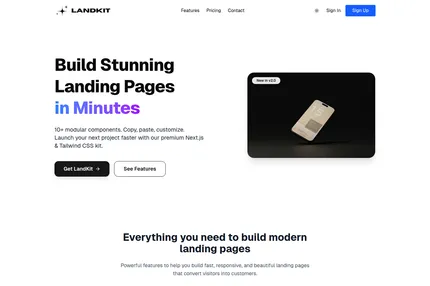 LANDKIT
Features Pricing Contact
Sign In Sign Up
Build Stunning
Landing Pages
in Minutes
New in v2.0
10+ modular components. Copy, paste, customize.
Launch your next project faster with our premium Next.js
& Tailwind CSS kit.
Get LandKit →
See Features
Everything you need to build modern
landing pages
Powerful features to help you build fast, responsive, and beautiful landing pages
that convert visitors into customers.